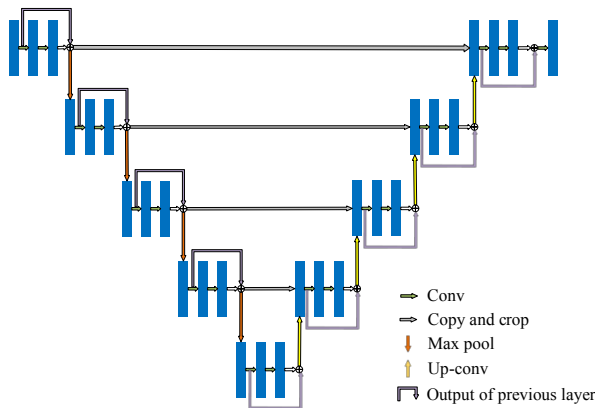 Conv
Copy and crop
Max pool
Up-conv
Output of previous layer